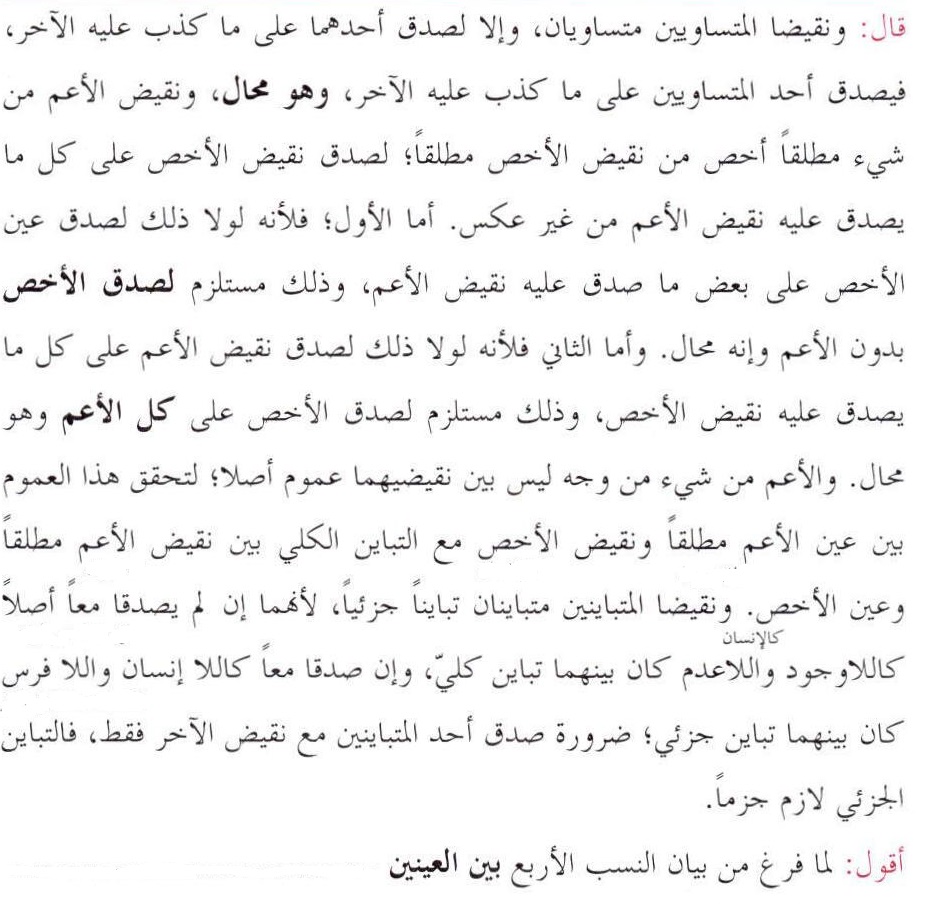 قال: ونقيضا المتساويين متساويان، وإلا لصدق أحدهما على ما كذب عليه الآخر،
فيصدق أحد المتساويين على ما كذب عليه الآخر، وهو محال، ونقيض الأعم من
شيء مطلقاً أخص من نقيض الأخص مطلقاً؛ لصدق نقيض الأخص على كل ما
يصدق عليه نقيض الأعم من غير عكس. أما الأول؛ فلأنه لولا ذلك لصدق عين
الأخص على بعض ما صدق عليه نقيض الأعم، وذلك مستلزم لصدق الأخص
بدون الأعم وإنه محال. وأما الثاني فلأنه لولا ذلك لصدق نقيض الأعم على كل ما
يصدق عليه نقيض الأخص، وذلك مستلزم لصدق الأخص على كل الأعم وهو
محال. والأعم من شيء من وجه ليس بين نقيضيهما عموم أصلا؛ لتحقق هذا العموم
بين عين الأعم مطلقاً ونقيض الأخص مع التباين الكلي بين نقيض الأعم مطلقاً
وعين الأخص. ونقيضا المتباينين متباينان تبايناً جزئياً، لأنهما إن لم يصدقا معاً أصلاً
كالإنسان
كاللاوجود واللاعدم كان بينهما تباين كليّ، وإن صدقا معاً كاللا إنسان واللا فرس
كان بينهما تباين جزئي؛ ضرورة صدق أحد المتباينين مع نقيض الآخر فقط، فالتباين
الجزئي لازم جزماً.
أقول: لما فرغ من بيان النسب الأربع بين العينين